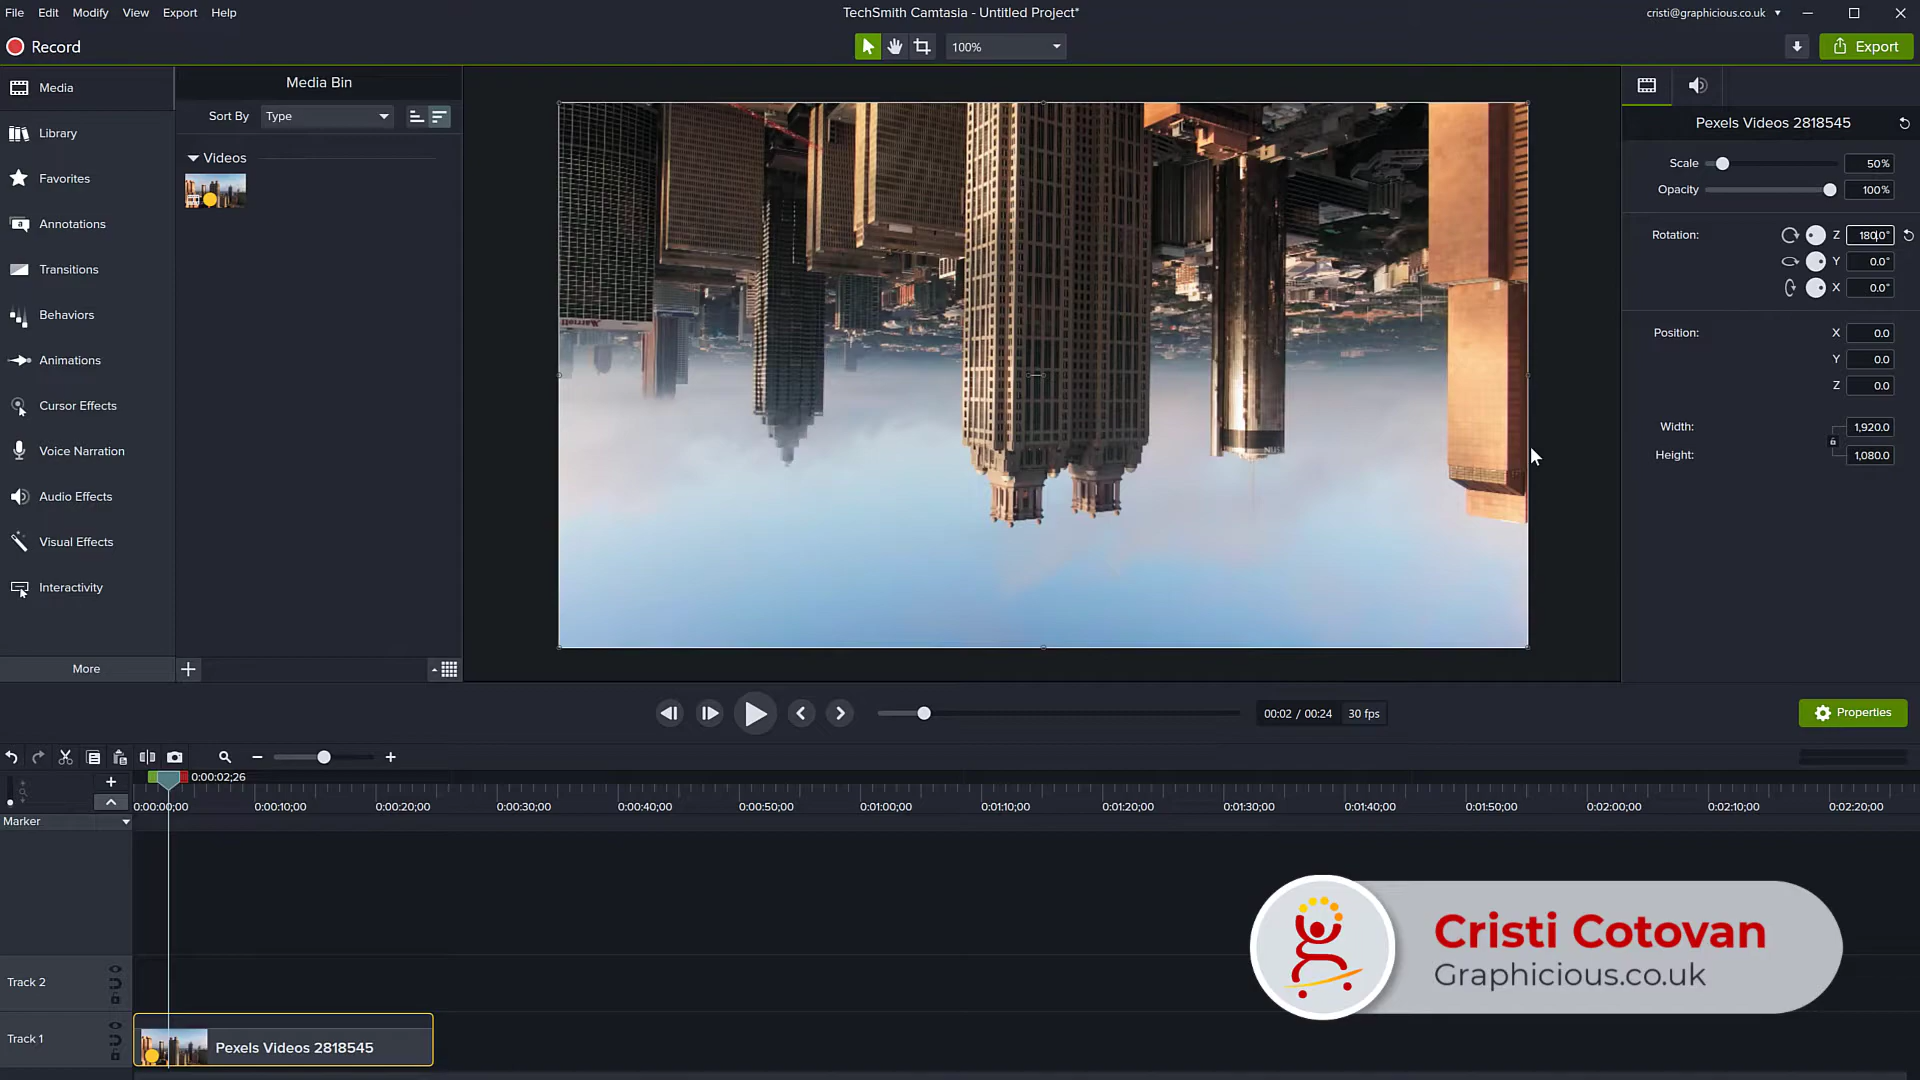 File Edit Modify View Export Help
TechSmith Camtasia - Untitled Project*
cristi@graphicious.co.uk
Record
100%
Export
Media
Library
Favorites
Annotations
Transitions
Behaviors
Animations
Cursor Effects
Voice Narration
Audio Effects
Visual Effects
Interactivity
More
Media Bin
Sort By Type
Videos
Marriott
Pexels Videos 2818545
Scale 50%
Opacity 100%
Rotation: Z 180.0°
Y 0.0°
X 0.0°
Position: X 0.0
Y 0.0
Z 0.0
Width: 1,920.0
Height: 1,080.0
00:02 / 00:24 30 fps
Properties
0:00:02;26
0:00:00;00 0:00:10;00 0:00:20;00 0:00:30;00 0:00:40;00 0:00:50;00 0:01:00;00 0:01:10;00 0:01:20;00 0:01:30;00 0:01:40;00 0:01:50;00 0:02:00;00 0:02:10;00 0:02:20;00
Marker
Track 2
Track 1
Pexels Videos 2818545
Cristi Cotovan
Graphicious.co.uk